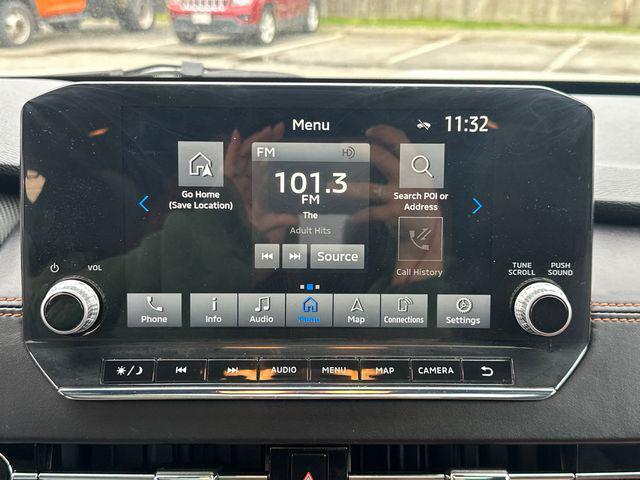 Menu
11:32
FM
HD
Go Home
(Save Location)
101.3
FM
The
Adult Hits
Source
Search POI or
Address
Call History
VOL
TUNE
SCROLL
PUSH
SOUND
Phone
Info
Audio
Menu
Map
Connections
Settings
AUDIO
MENU
MAP
CAMERA